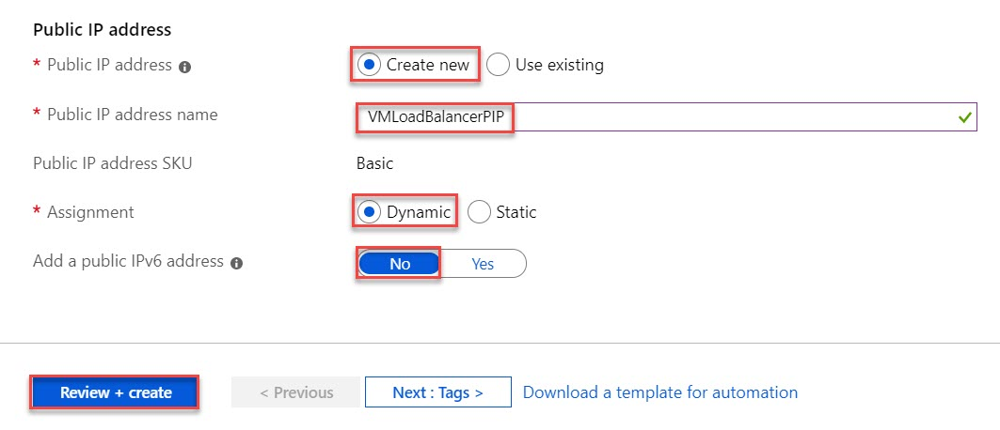 Public IP address
* Public IP address Create new Use existing
* Public IP address name VMLoadBalancerPIP
Public IP address SKU Basic
* Assignment Dynamic Static
Add a public IPv6 address No Yes
Review + create < Previous Next : Tags > Download a template for automation